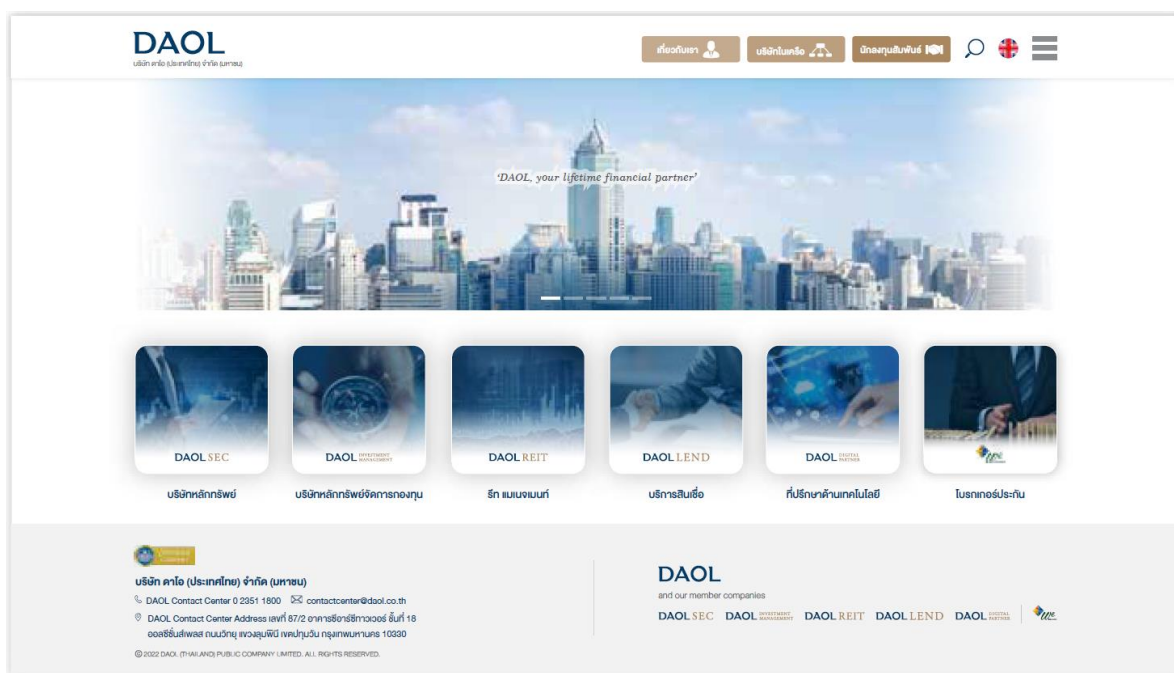 DAOL
บริษัท ดาโอ (ประเทศไทย) จำกัด (มหาชน)
เกี่ยวกับเรา
บริษัทในเครือ
นักลงทุนสัมพันธ์
‘DAOL, your lifetime financial partner’
DAOL SEC
DAOL INVESTMENT MANAGEMENT
DAOL REIT
DAOL LEND
DAOL DIGITAL PARTNER
บริษัทหลักทรัพย์
บริษัทหลักทรัพย์จัดการกองทุน
รีท แมเนจเมนท์
บริการสินเชื่อ
ที่ปรึกษาด้านเทคโนโลยี
โบรกเกอร์ประกัน
บริษัท ดาโอ (ประเทศไทย) จำกัด (มหาชน)
DAOL Contact Center 0 2351 1800 contactcenter@daol.co.th
DAOL Contact Center Address เลขที่ 87/2 อาคารซีอาร์ซีทาวเวอร์ ชั้นที่ 18
ออลซีซั่นส์เพลส ถนนวิทยุ แขวงลุมพินี เขตปทุมวัน กรุงเทพมหานคร 10330
© 2022 DAOL (THAILAND) PUBLIC COMPANY LIMITED. ALL RIGHTS RESERVED.
DAOL
and our member companies
DAOL SEC DAOL INVESTMENT MANAGEMENT DAOL REIT DAOL LEND DAOL DIGITAL PARTNER